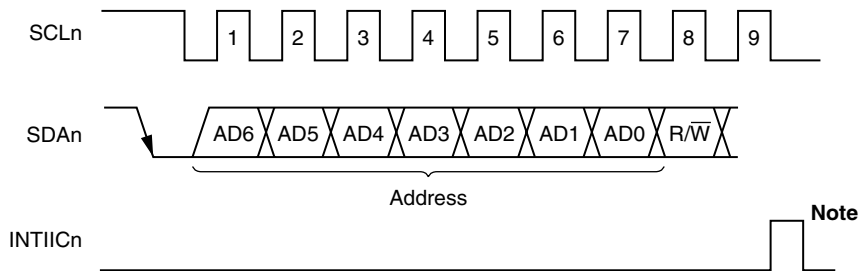 SCLn
1 2 3 4 5 6 7 8 9
SDAn
AD6 AD5 AD4 AD3 AD2 AD1 AD0 R/W̅
Address
Note
INTIICn